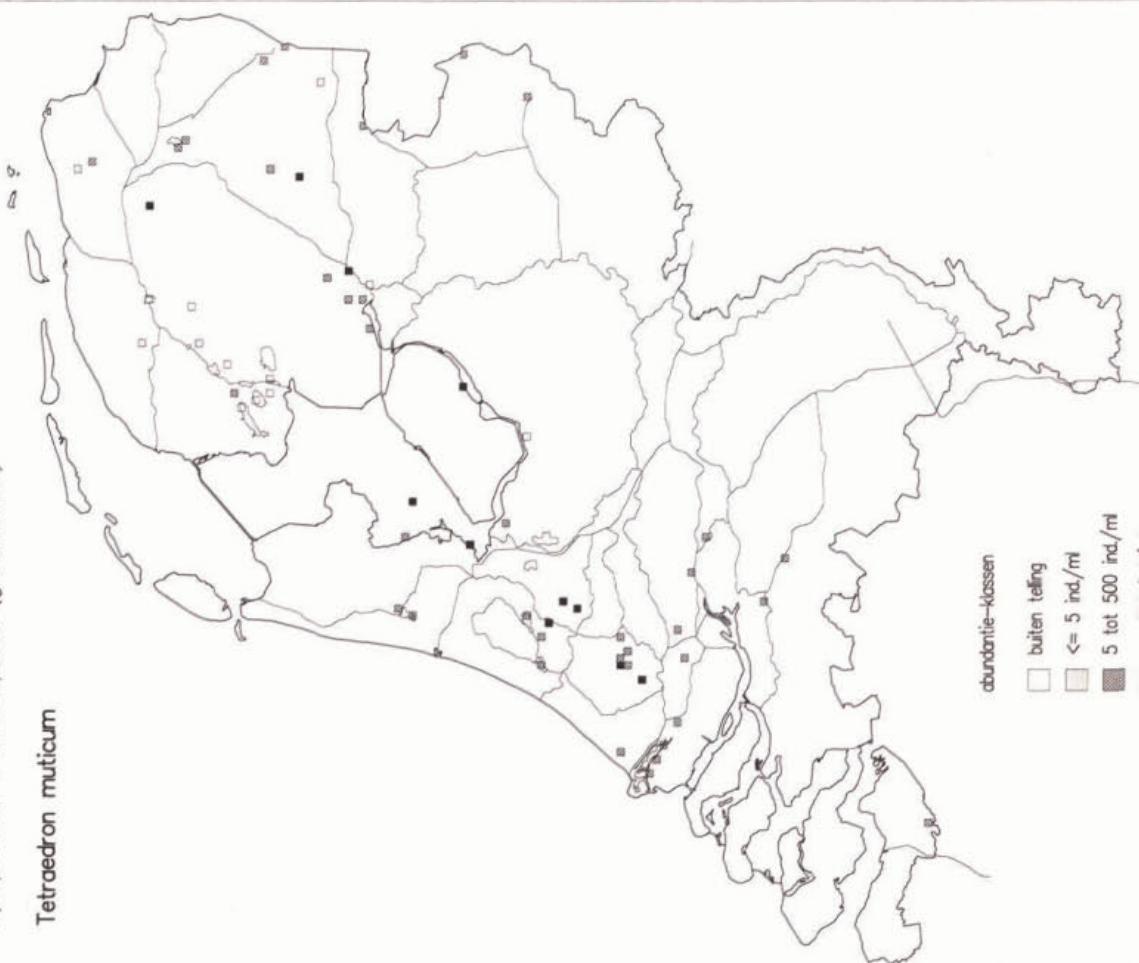 Tetraedron muticum
abundantie-klassen
buiten telling
<= 5 ind./ml
5 tot 500 ind./ml